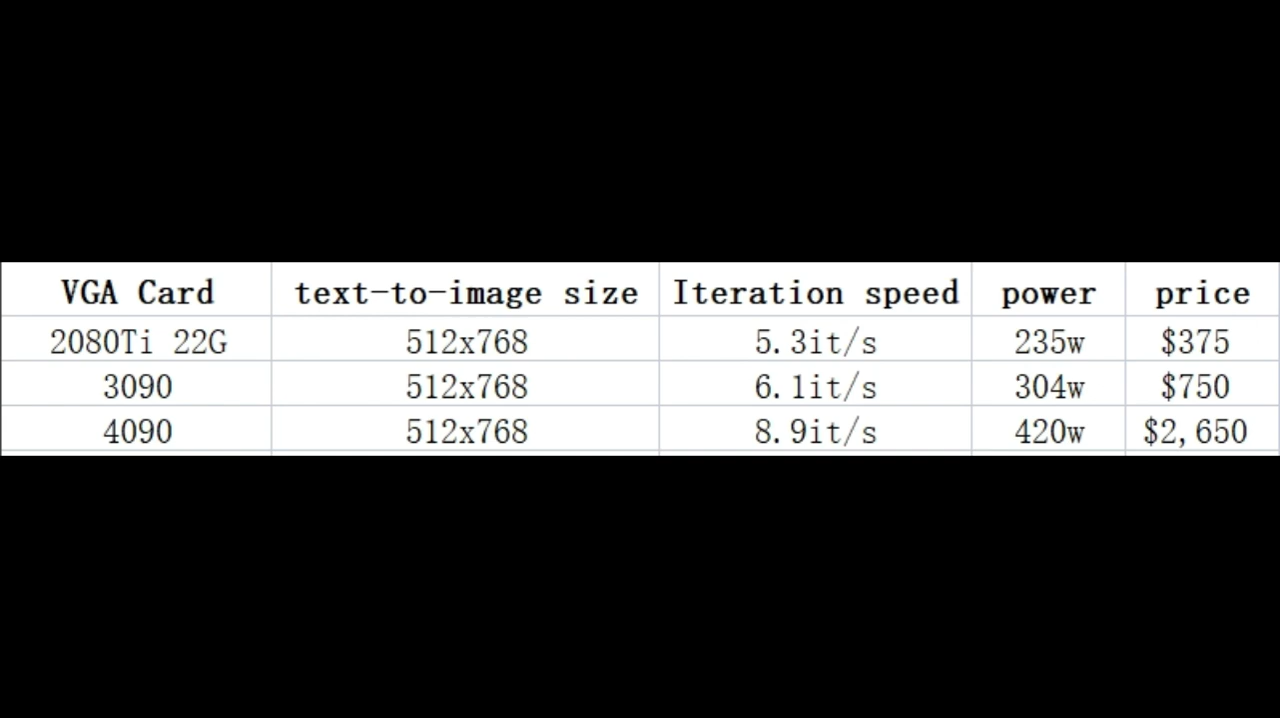 VGA Card text-to-image size Iteration speed power price
2080Ti 22G 512x768 5.3it/s 235w $375
3090 512x768 6.1it/s 304w $750
4090 512x768 8.9it/s 420w $2,650